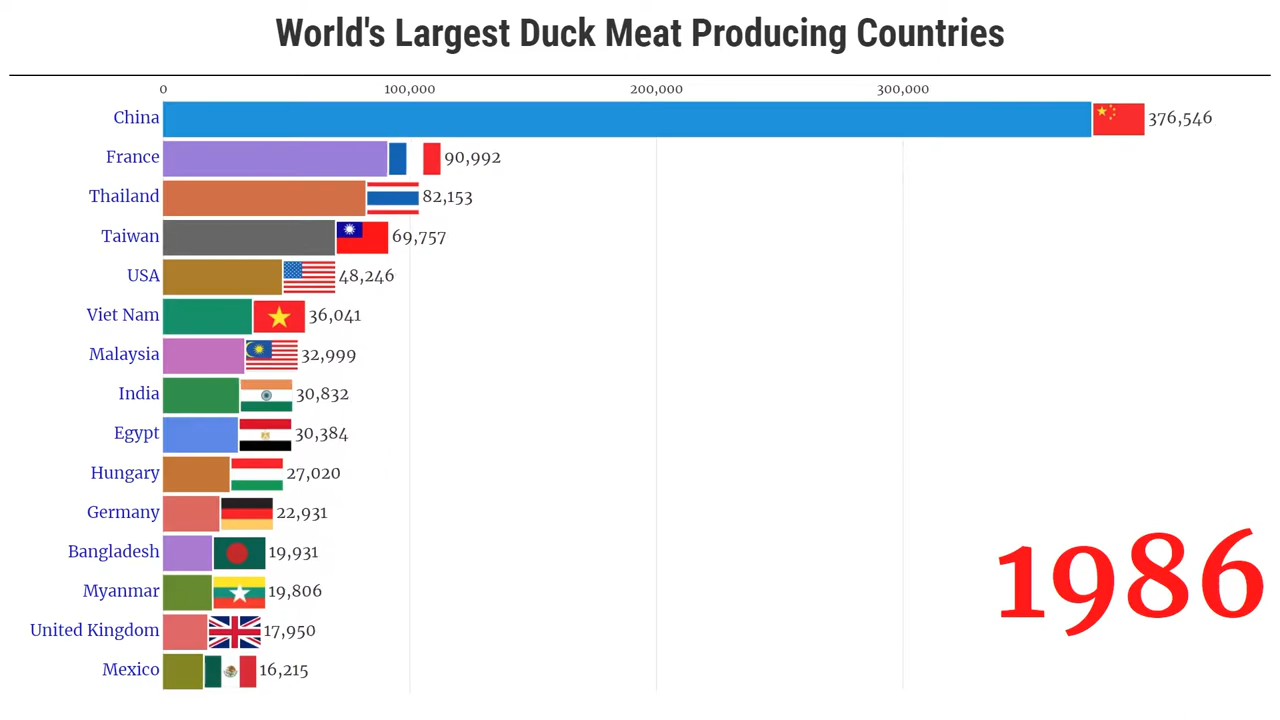 World's Largest Duck Meat Producing Countries
0 100,000 200,000 300,000
China 376,546
France 90,992
Thailand 82,153
Taiwan 69,757
USA 48,246
Viet Nam 36,041
Malaysia 32,999
India 30,832
Egypt 30,384
Hungary 27,020
Germany 22,931
Bangladesh 19,931
Myanmar 19,806
United Kingdom 17,950
Mexico 16,215
1986